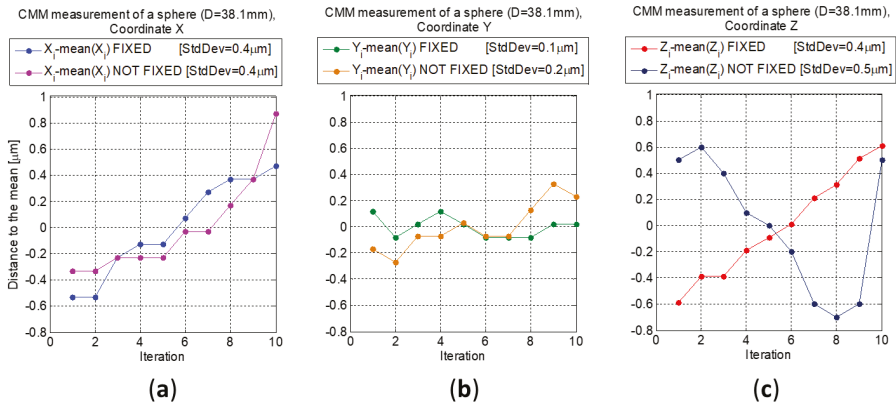 CMM measurement of a sphere (D=38.1mm),
Coordinate X
Xi-mean(Xi) FIXED [StdDev=0.4μm]
Xi-mean(Xi) NOT FIXED [StdDev=0.4μm]
1
0.8
0.6
0.4
0.2
0
-0.2
-0.4
-0.6
-0.8
Distance to the mean [μm]
0 2 4 6 8 10
Iteration
(a)
CMM measurement of a sphere (D=38.1mm),
Coordinate Y
Yi-mean(Yi) FIXED [StdDev=0.1μm]
Yi-mean(Yi) NOT FIXED [StdDev=0.2μm]
1
0.8
0.6
0.4
0.2
0
-0.2
-0.4
-0.6
-0.8
0 2 4 6 8 10
Iteration
(b)
CMM measurement of a sphere (D=38.1mm),
Coordinate Z
Zi-mean(Zi) FIXED [StdDev=0.4μm]
Zi-mean(Zi) NOT FIXED [StdDev=0.5μm]
1
0.8
0.6
0.4
0.2
0
-0.2
-0.4
-0.6
-0.8
0 2 4 6 8 10
Iteration
(c)